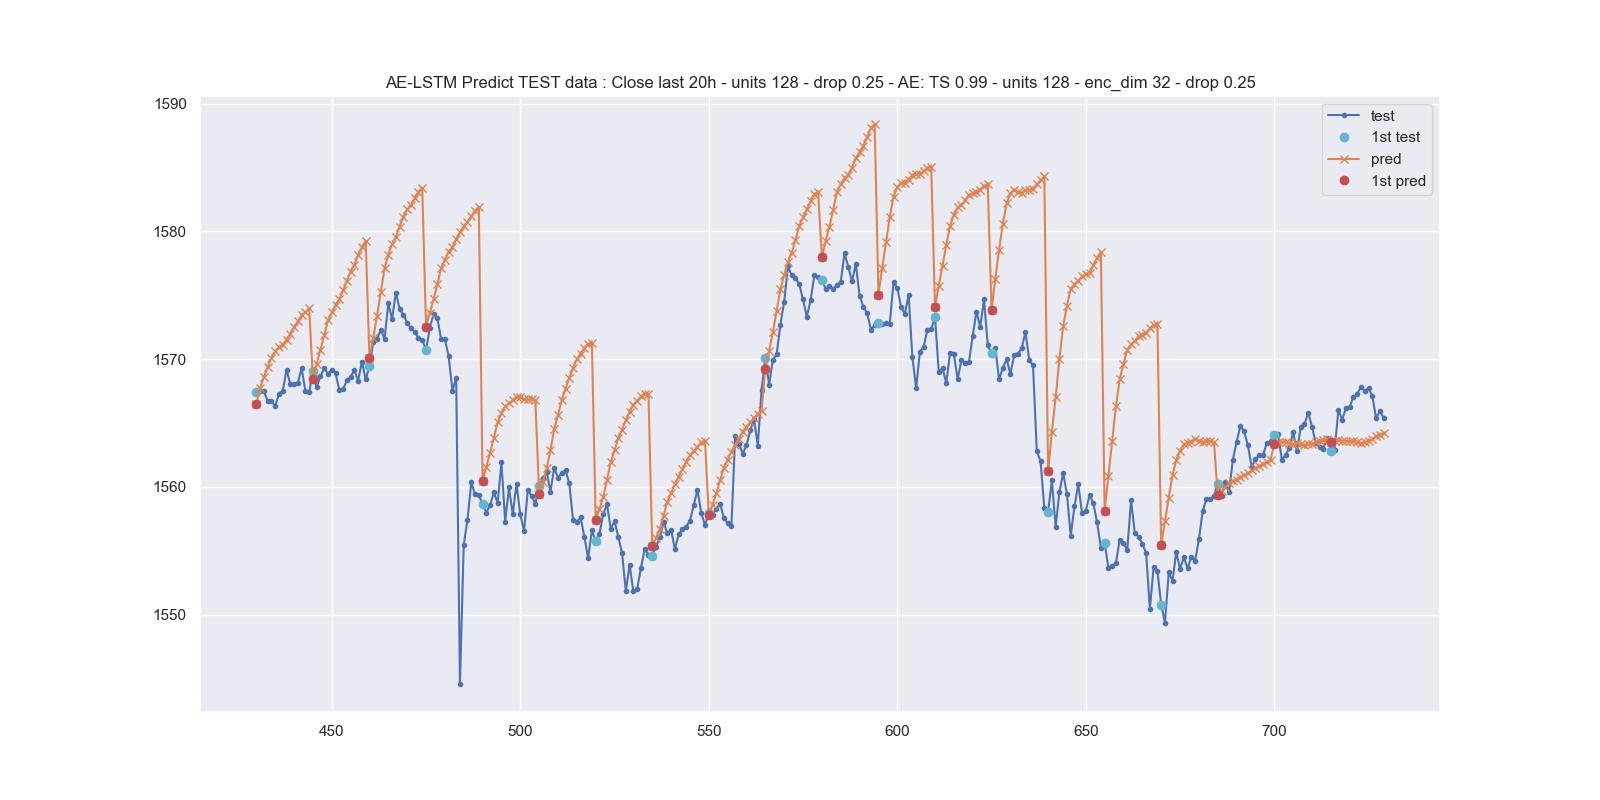 AE-LSTM Predict TEST data : Close last 20h - units 128 - drop 0.25 - AE: TS 0.99 - units 128 - enc_dim 32 - drop 0.25
1590
1580
1570
1560
1550
test
1st test
pred
1st pred
450
500
550
600
650
700